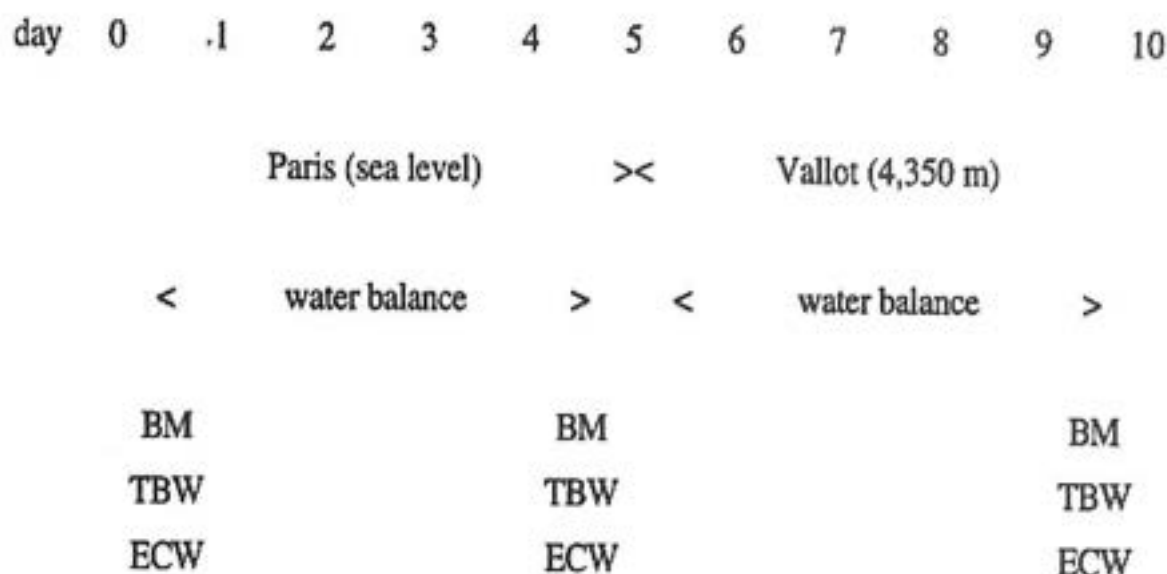 day 0 .1 2 3 4 5 6 7 8 9 10
Paris (sea level) >< Vallot (4,350 m)
< water balance > < water balance >
BM BM BM
TBW TBW TBW
ECW ECW ECW